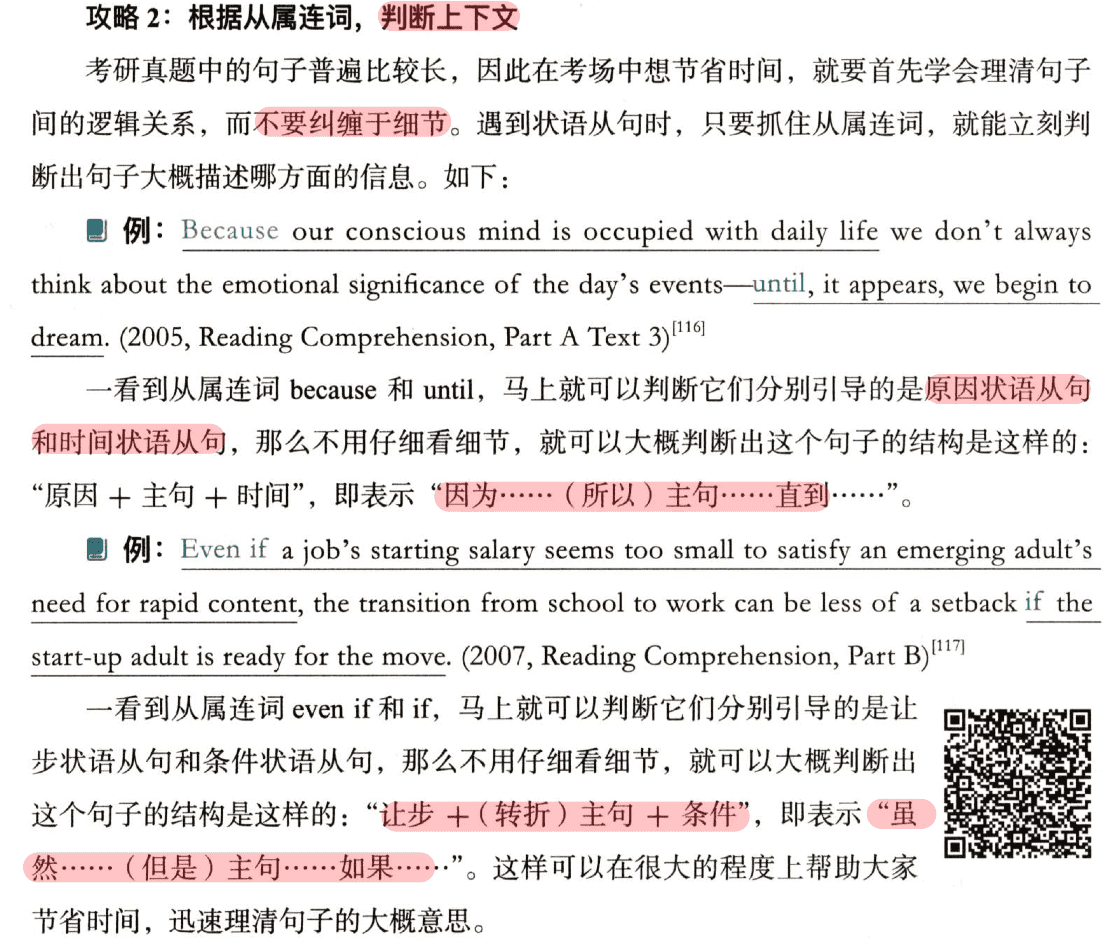 攻略 2：根据从属连词，判断上下文
考研真题中的句子普遍比较长，因此在考场中想节省时间，就要首先学会理清句子
间的逻辑关系，而不要纠缠于细节。遇到状语从句时，只要抓住从属连词，就能立刻判
断出句子大概描述哪方面的信息。如下：
例：Because our conscious mind is occupied with daily life we don’t always
think about the emotional significance of the day’s events—until, it appears, we begin to
dream. (2005, Reading Comprehension, Part A Text 3)[116]
一看到从属连词 because 和 until，马上就可以判断它们分别引导的是原因状语从句
和时间状语从句，那么不用仔细看细节，就可以大概判断出这个句子的结构是这样的：
“原因 + 主句 + 时间”，即表示“因为……（所以）主句……直到……”。
例：Even if a job’s starting salary seems too small to satisfy an emerging adult’s
need for rapid content, the transition from school to work can be less of a setback if the
start-up adult is ready for the move. (2007, Reading Comprehension, Part B)[117]
一看到从属连词 even if 和 if，马上就可以判断它们分别引导的是让
步状语从句和条件状语从句，那么不用仔细看细节，就可以大概判断出
这个句子的结构是这样的：“让步 +（转折）主句 + 条件”，即表示“虽
然……（但是）主句……如果……”。这样可以在很大的程度上帮助大家
节省时间，迅速理清句子的大概意思。